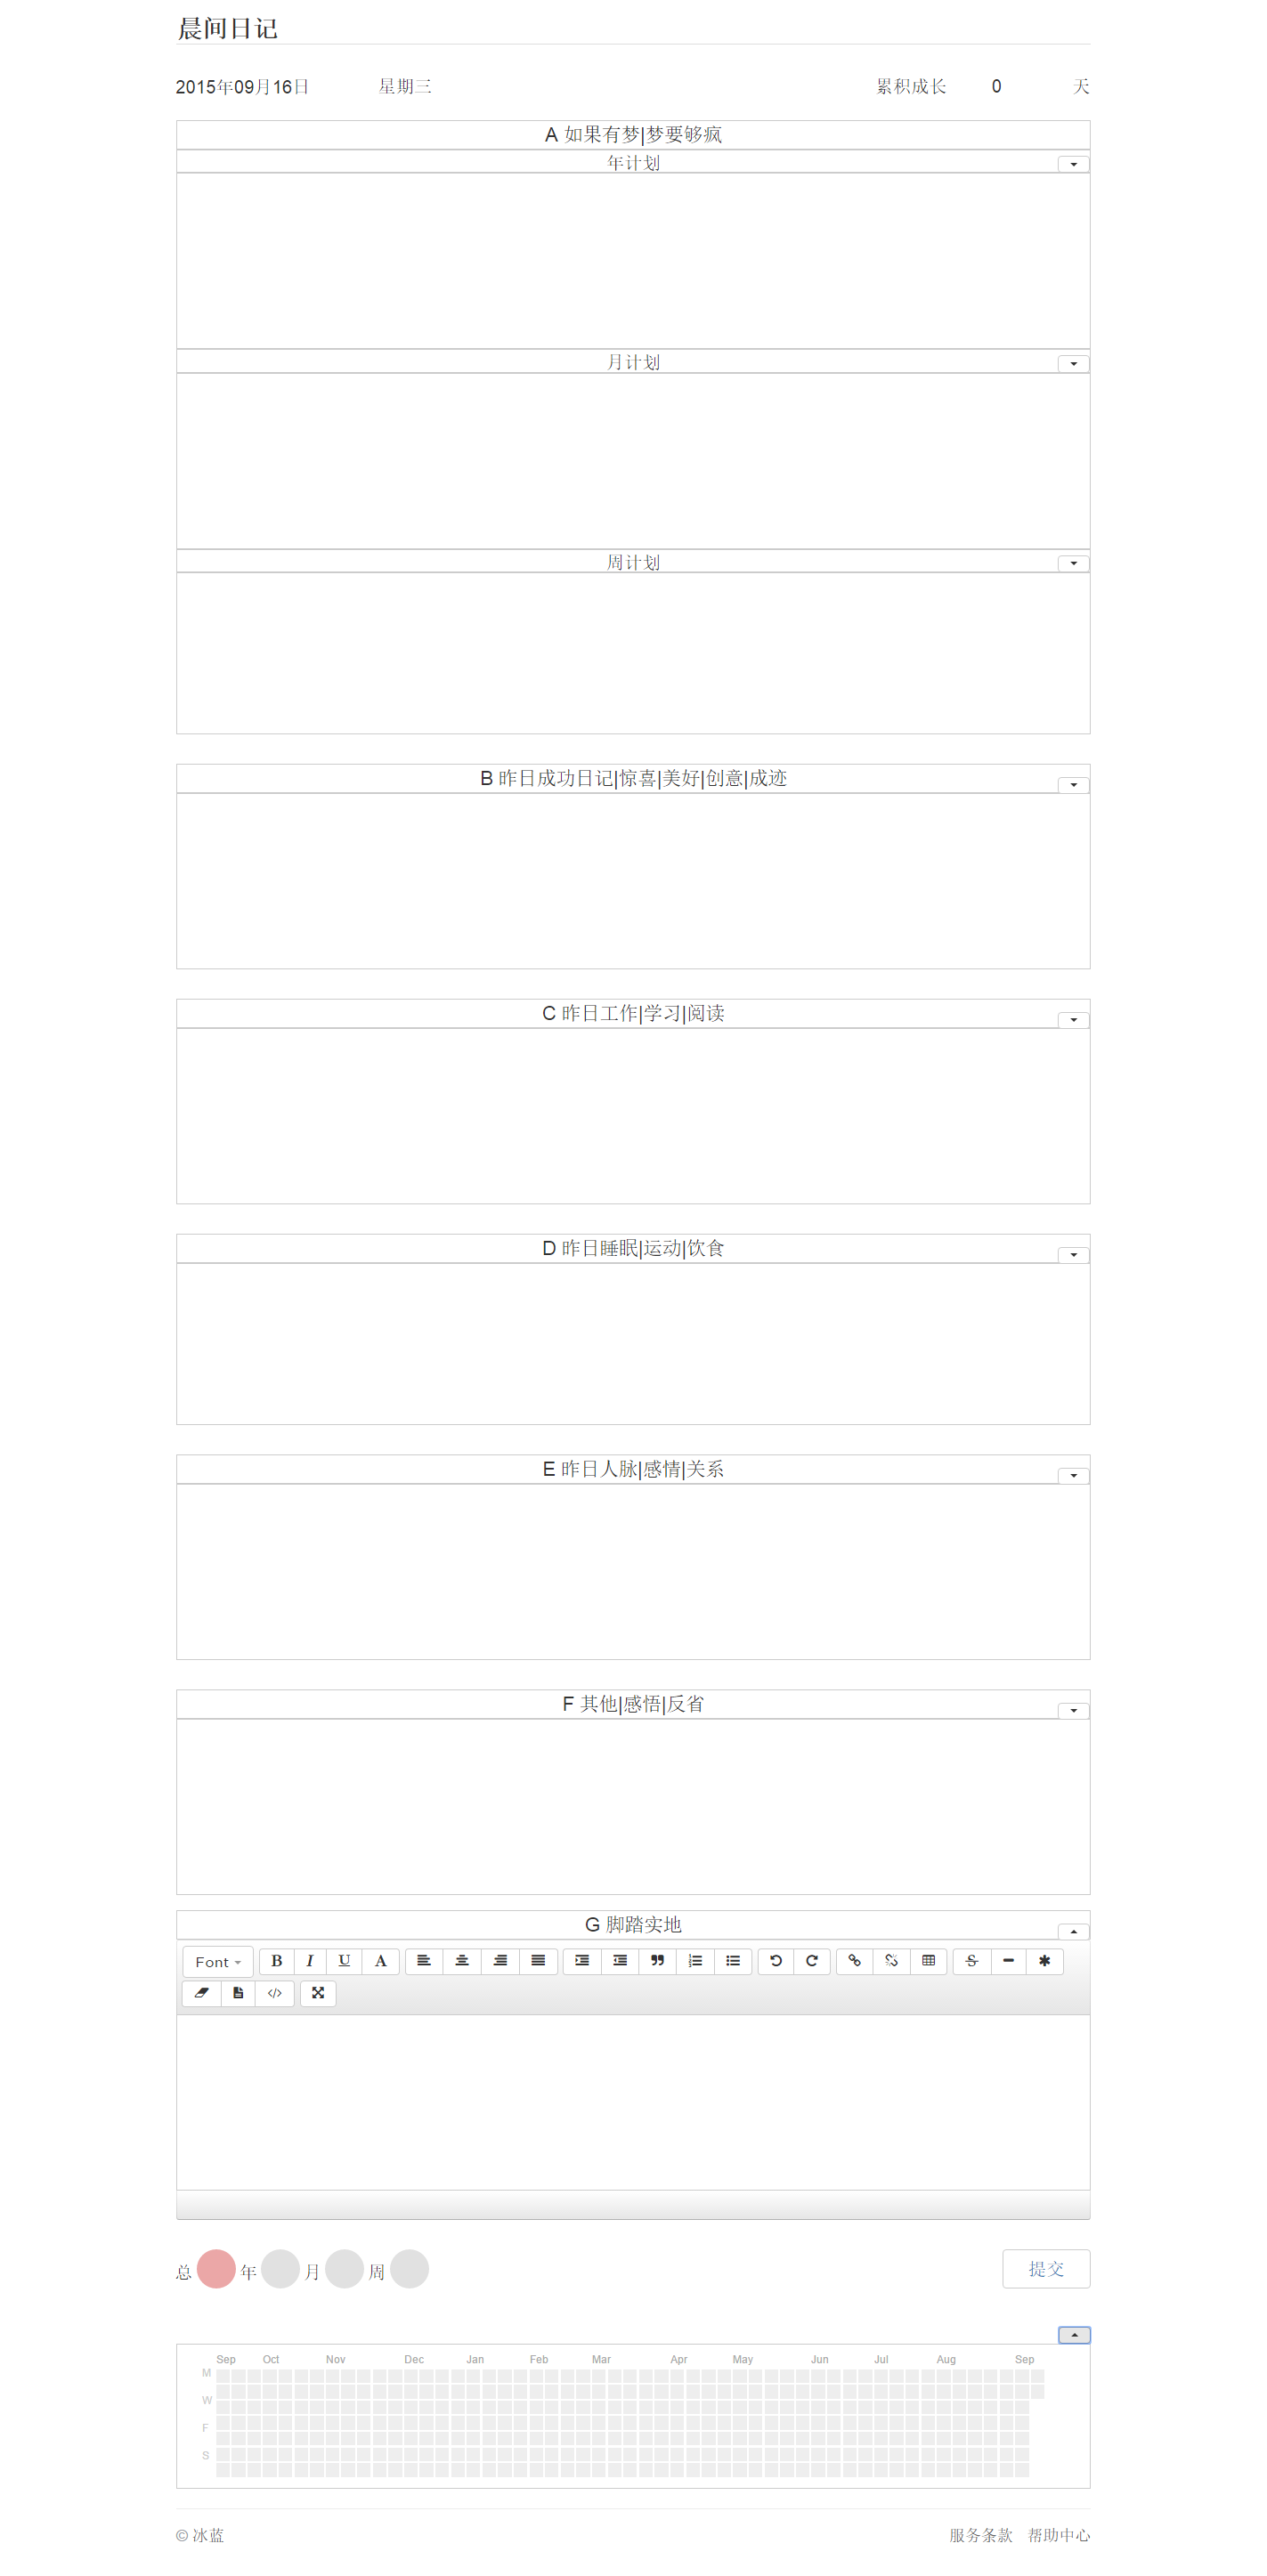 晨间日记
2015年09月16日 星期三 累积成长 0 天
A 如果有梦|梦要够疯
年计划
月计划
周计划
B 昨日成功日记|惊喜|美好|创意|成迹
C 昨日工作|学习|阅读
D 昨日睡眠|运动|饮食
E 昨日人脉|感情|关系
F 其他|感悟|反省
G 脚踏实地
Font B I U A S
总 年 月 周 提交
Sep Oct Nov Dec Jan Feb Mar Apr May Jun Jul Aug Sep
M
W
F
S
© 冰蓝 服务条款 帮助中心